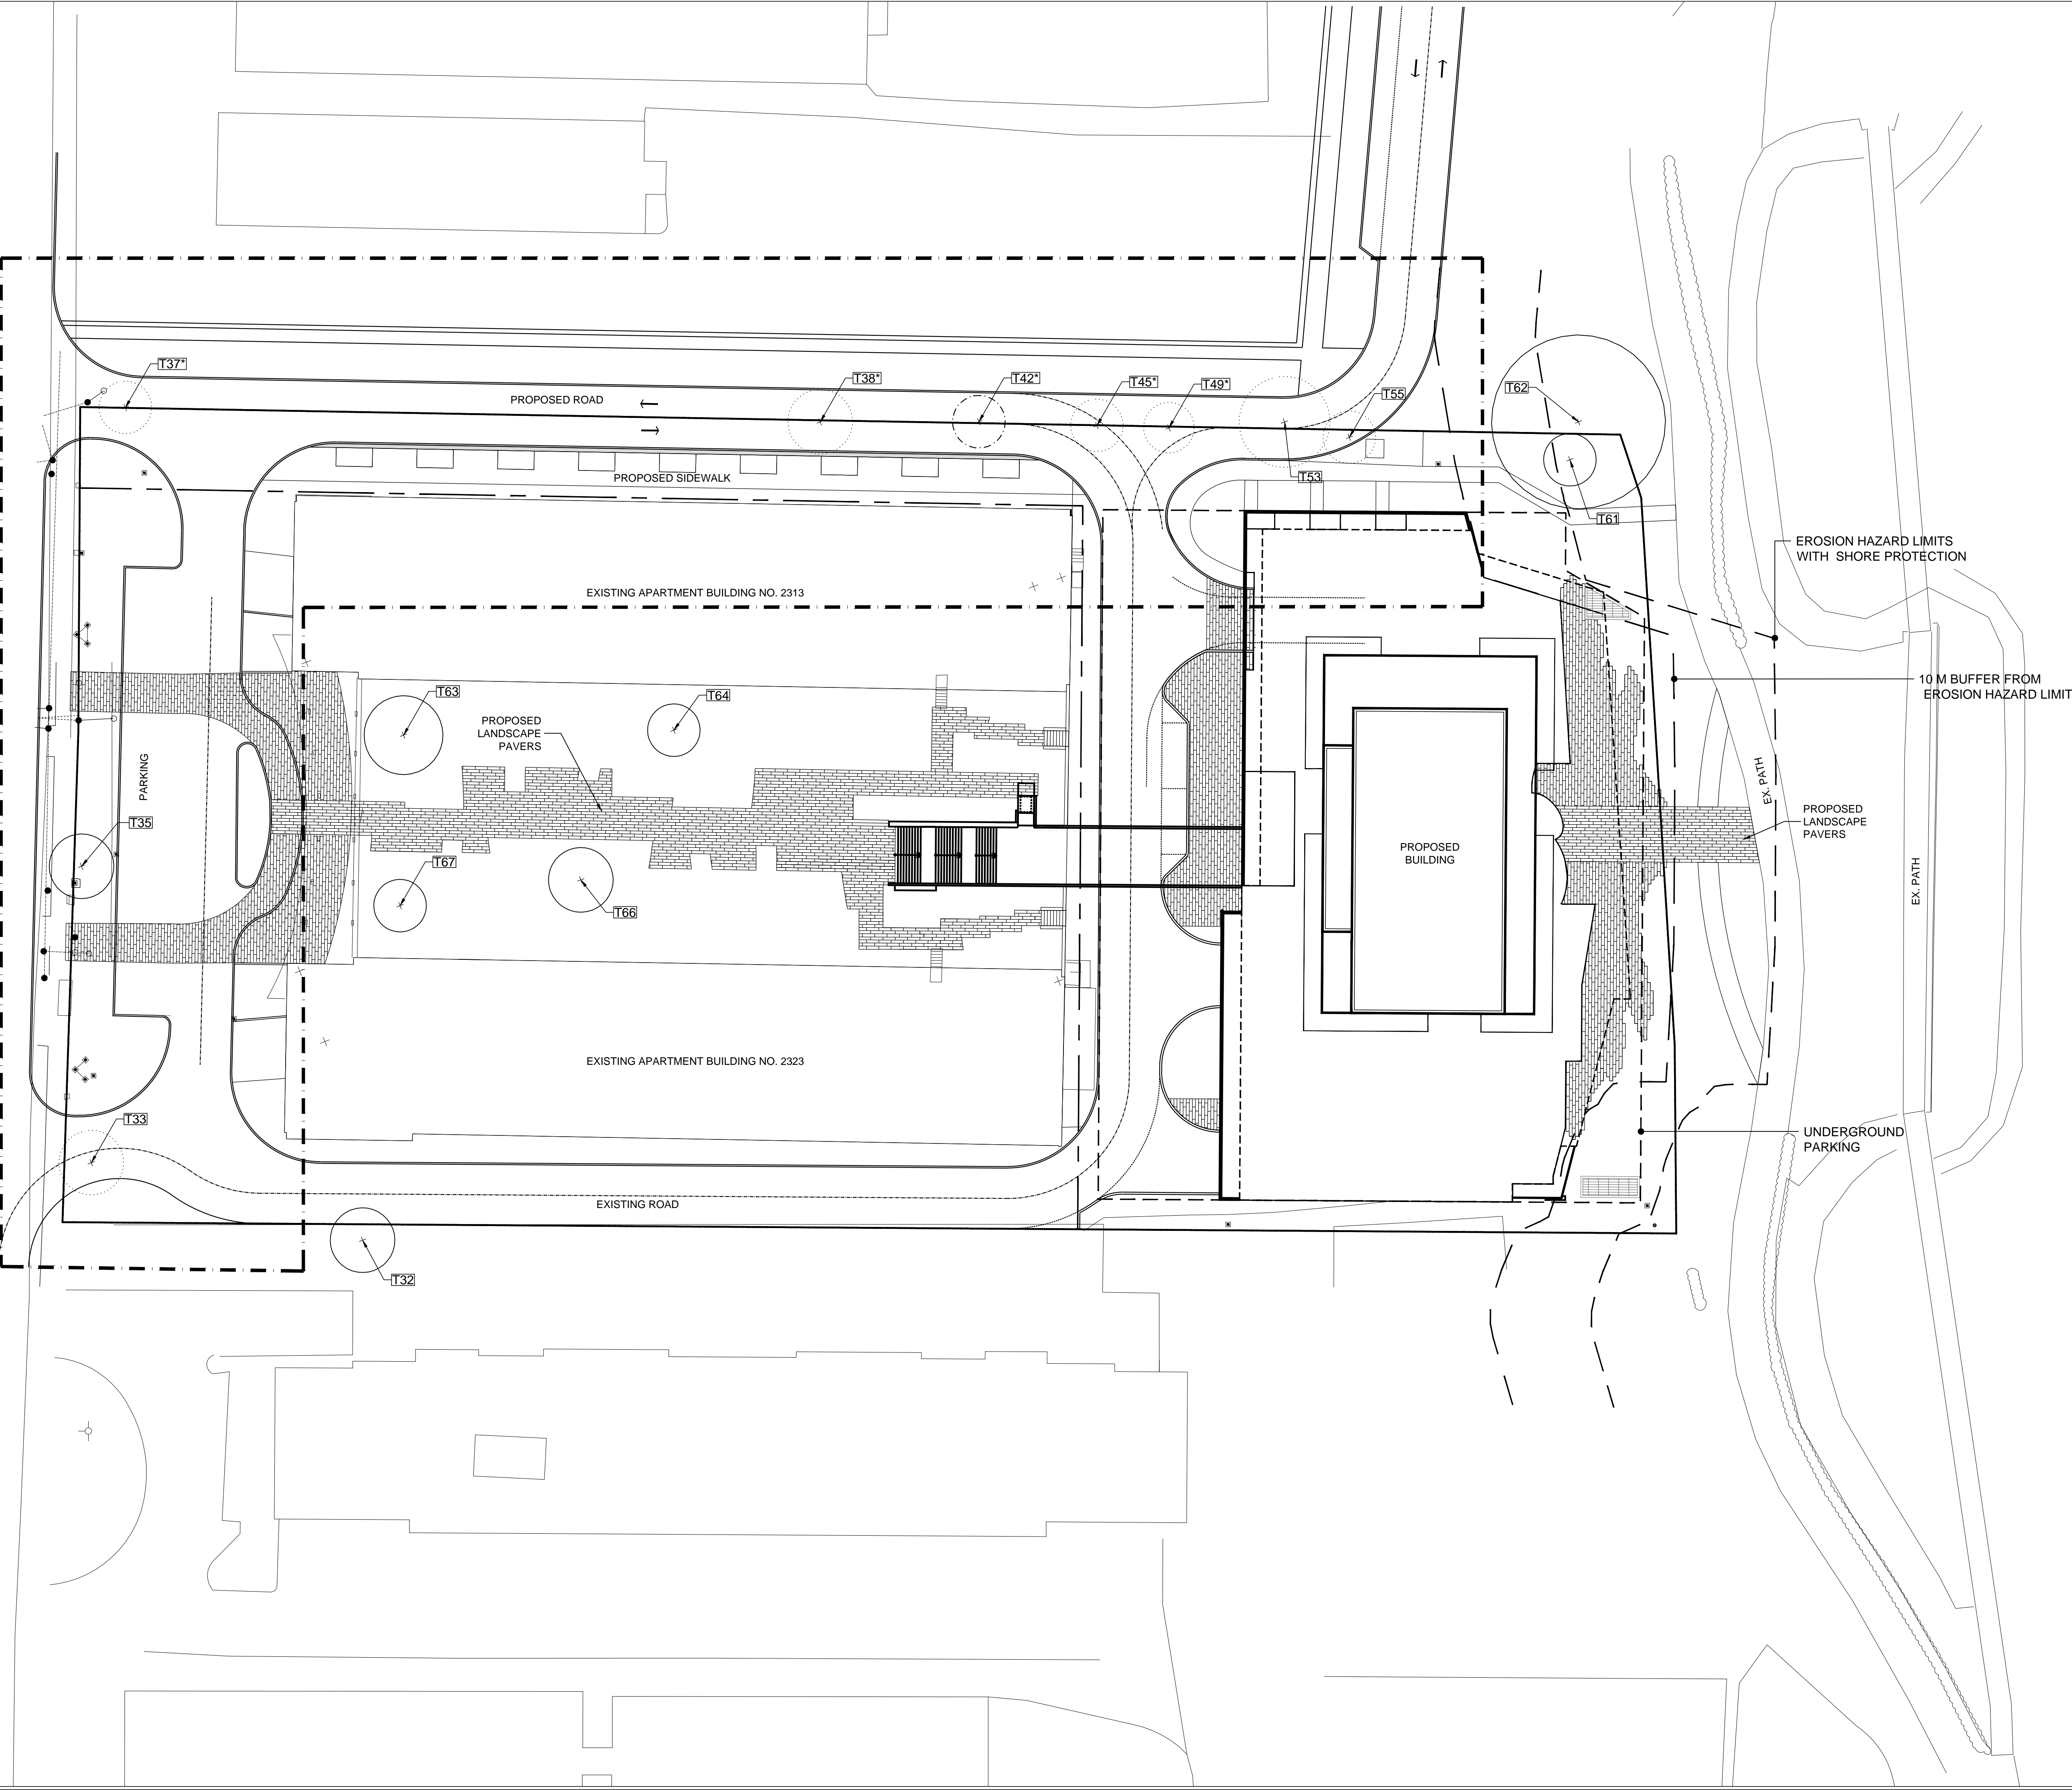 T37*
T38*
T42*
T45*
T49*
T55
T62
PROPOSED ROAD
PROPOSED SIDEWALK
T53
T61
EROSION HAZARD LIMITS
WITH SHORE PROTECTION
EXISTING APARTMENT BUILDING NO. 2313
10 M BUFFER FROM
EROSION HAZARD LIMIT
T63
T64
PROPOSED
LANDSCAPE
PAVERS
PARKING
EX. PATH
T35
PROPOSED
LANDSCAPE
PAVERS
T67
PROPOSED
BUILDING
EX. PATH
T66
EXISTING APARTMENT BUILDING NO. 2323
T33
UNDERGROUND
PARKING
EXISTING ROAD
T32